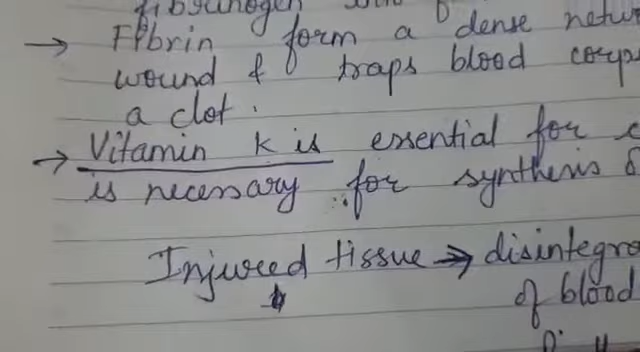 fibrinogen
→ Fibrin form a dense
wound & traps blood
a clot.
→ Vitamin K is essential for
is necessary for synthesis
Injured tissue →
of blood